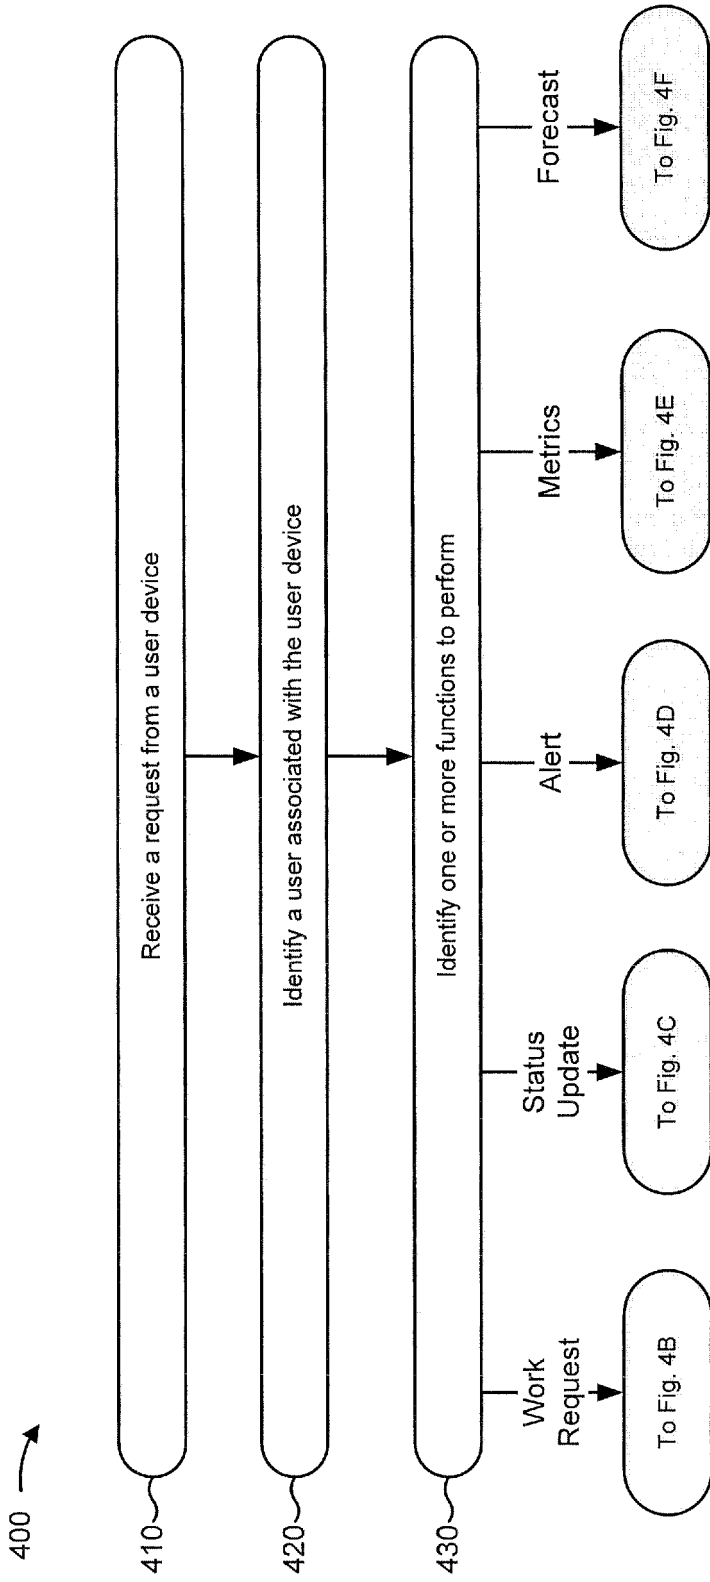 400
410
Receive a request from a user device
420
Identify a user associated with the user device
430
Identify one or more functions to perform
Work
Request
Status
Update
Alert
Metrics
Forecast
To Fig. 4B
To Fig. 4C
To Fig. 4D
To Fig. 4E
To Fig. 4F